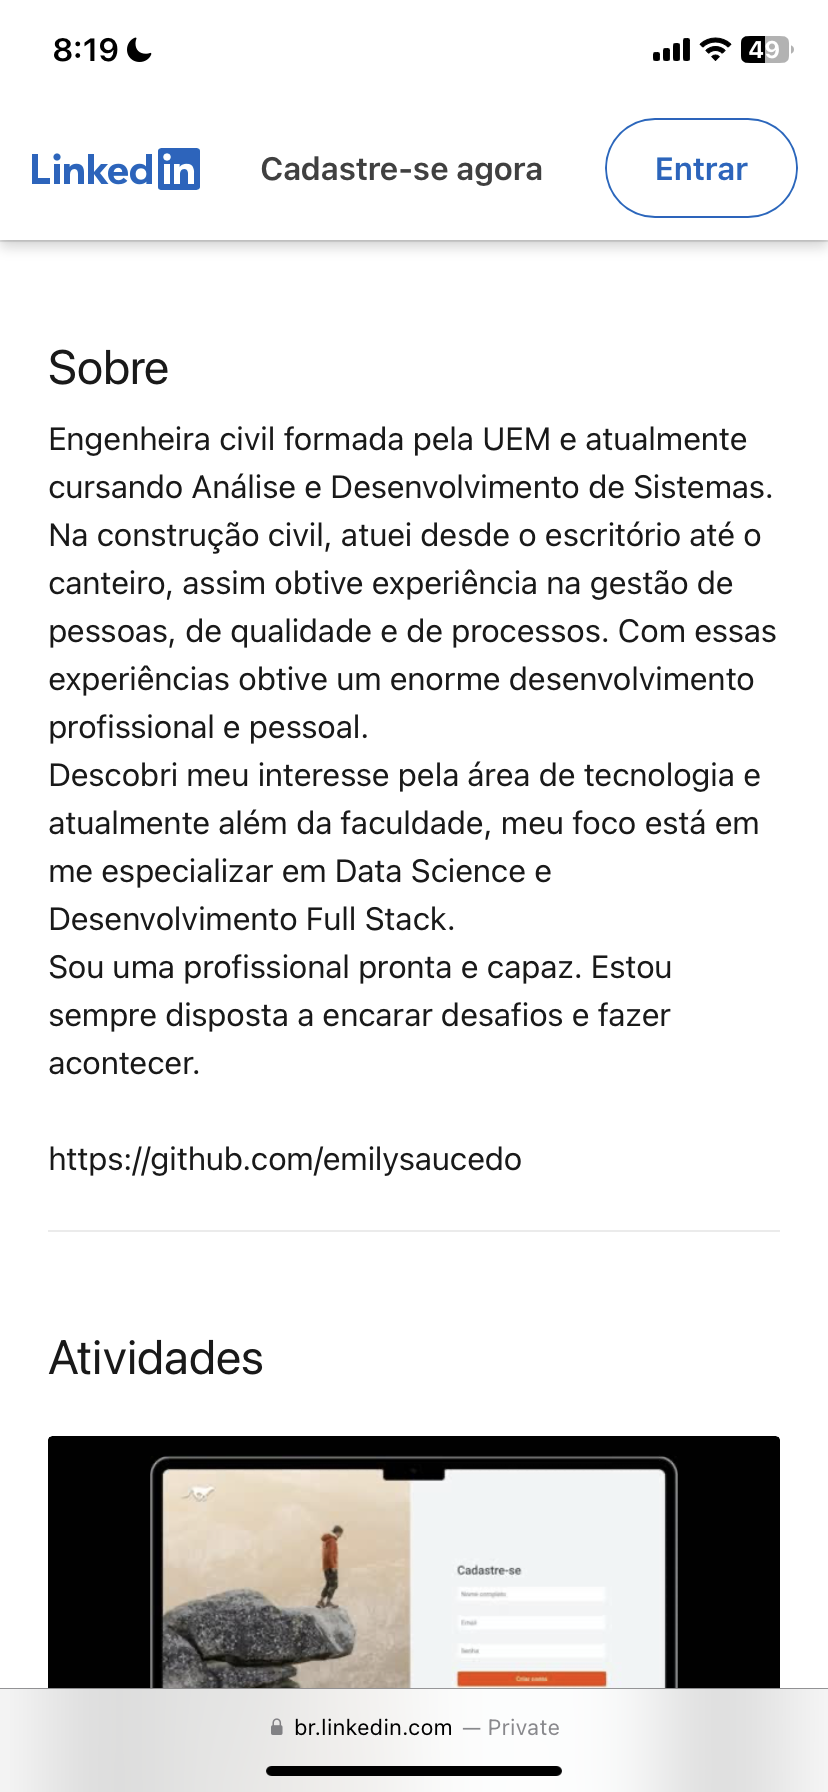 8:19
49
Linked in
Cadastre-se agora
Entrar
Sobre
Engenheira civil formada pela UEM e atualmente
cursando Análise e Desenvolvimento de Sistemas.
Na construção civil, atuei desde o escritório até o
canteiro, assim obtive experiência na gestão de
pessoas, de qualidade e de processos. Com essas
experiências obtive um enorme desenvolvimento
profissional e pessoal.
Descobri meu interesse pela área de tecnologia e
atualmente além da faculdade, meu foco está em
me especializar em Data Science e
Desenvolvimento Full Stack.
Sou uma profissional pronta e capaz. Estou
sempre disposta a encarar desafios e fazer
acontecer.
https://github.com/emilysaucedo
Atividades
Cadastre-se
Nome completo
Email
Senha
Criar conta
br.linkedin.com — Private